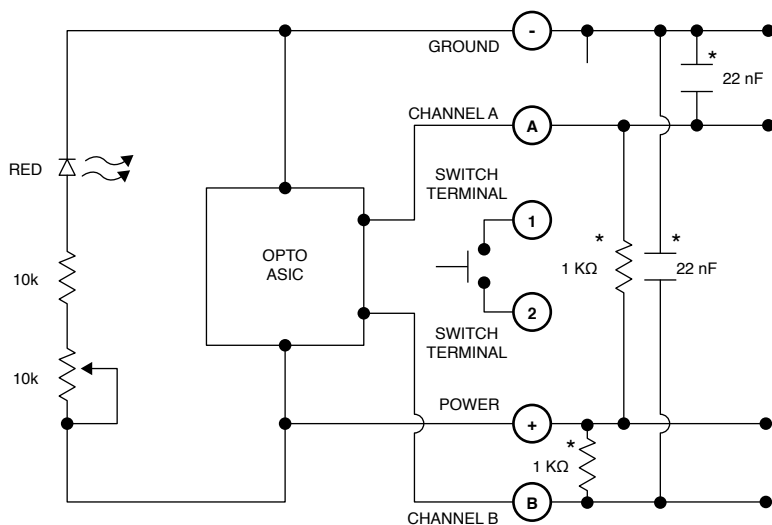 GROUND
-
*
22 nF
CHANNEL A
A
RED
SWITCH
TERMINAL
1
OPTO
ASIC
*
1 KΩ
*
22 nF
10k
2
SWITCH
TERMINAL
10k
POWER
+
*
1 KΩ
CHANNEL B
B